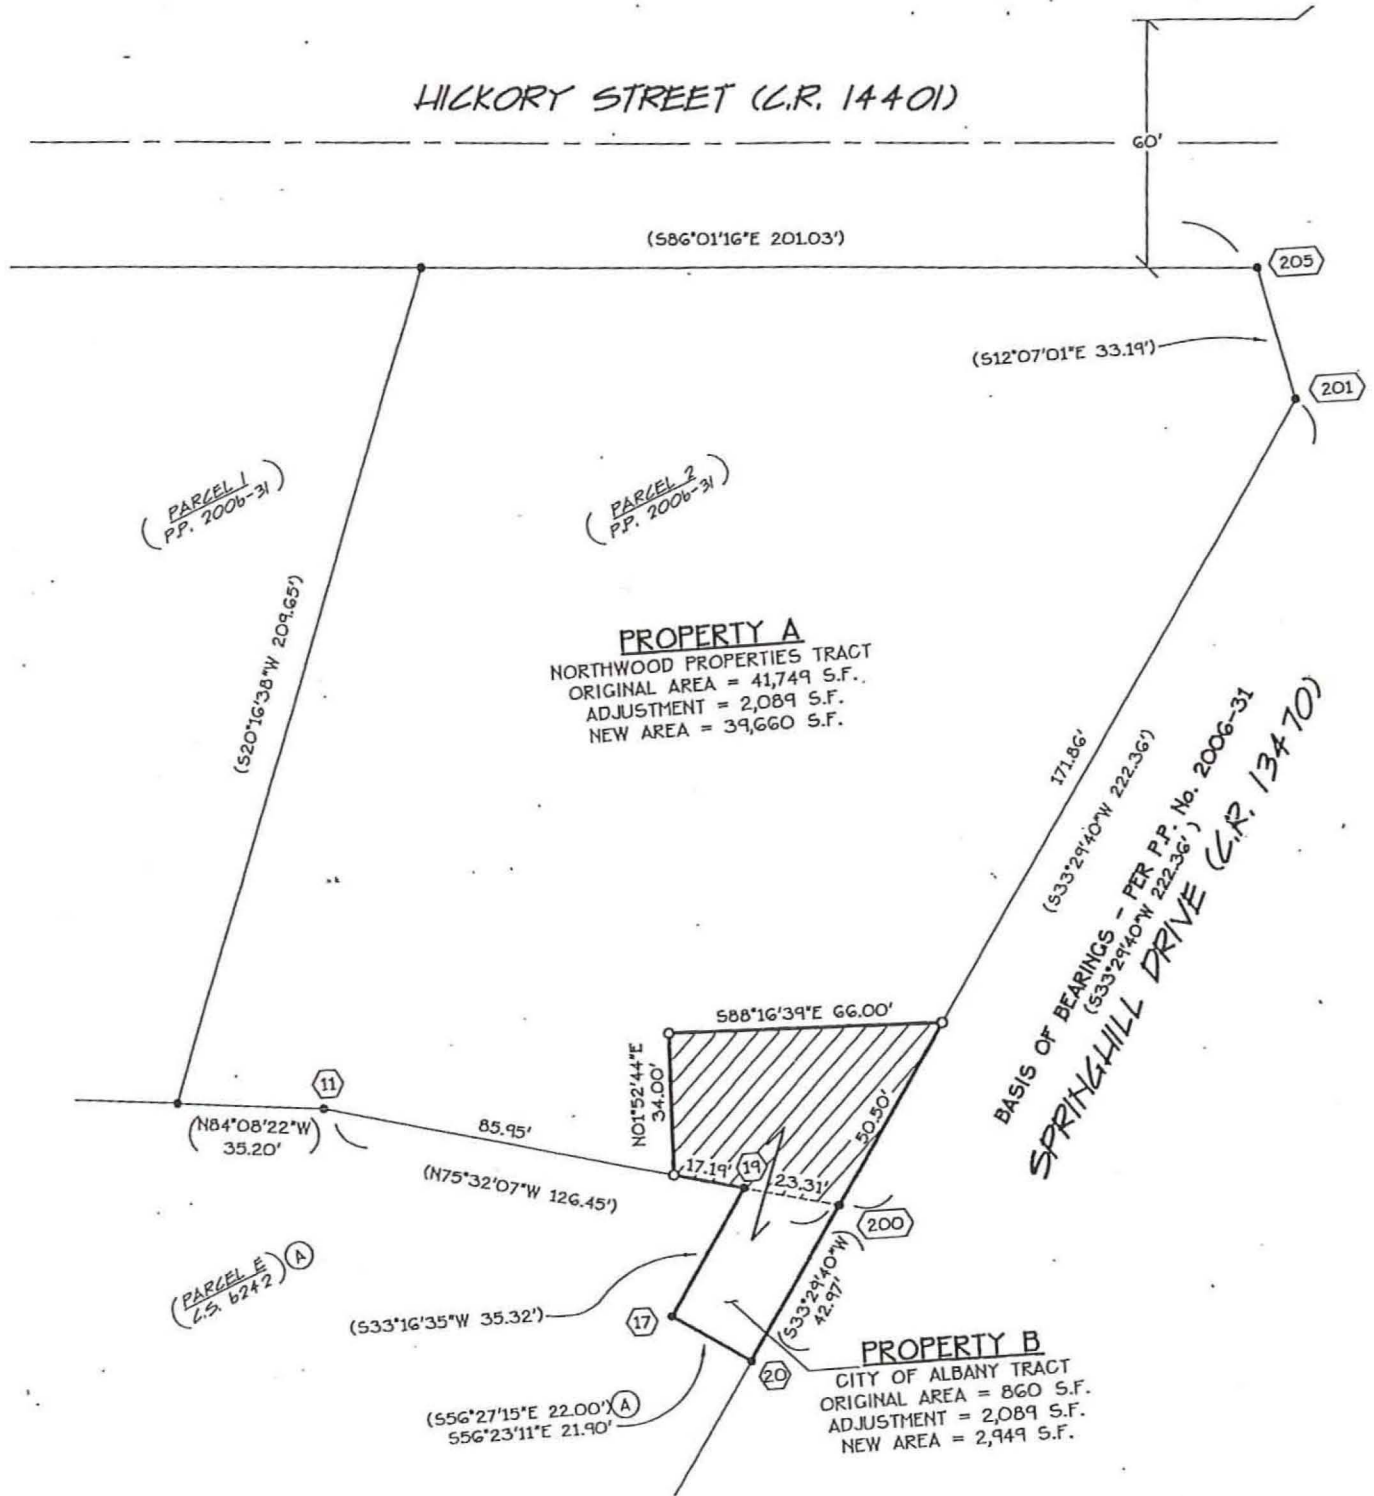 HICKORY STREET (C.R. 14401)
60'
(S86°01'16"E 201.03')
205
(S12°07'01"E 33.19')
201
(PARCEL 1
P.P. 2006-31)
(PARCEL 2
P.P. 2006-31)
(S20°16'38"W 209.65')
PROPERTY A
NORTHWOOD PROPERTIES TRACT
ORIGINAL AREA = 41,749 S.F.
ADJUSTMENT = 2,089 S.F.
NEW AREA = 39,660 S.F.
171.86'
(S33°29'40"W 222.36')
BASIS OF BEARINGS - PER P.P. No. 2006-31
(S33°29'40"W 222.36')
SPRINGHILL DRIVE (C.R. 13470)
S88°16'39"E 66.00'
N01°52'44"E
34.00'
50.50'
11
(N84°08'22"W
35.20')
85.95'
(N75°32'07"W 126.45')
17.19'
19
23.31'
200
(PARCEL E
C.S. 6242)
A
(S33°29'40"W
42.97')
(S33°16'35"W 35.32')
17
20
(S56°27'15"E 22.00') A
S56°23'11"E 21.90'
PROPERTY B
CITY OF ALBANY TRACT
ORIGINAL AREA = 860 S.F.
ADJUSTMENT = 2,089 S.F.
NEW AREA = 2,949 S.F.